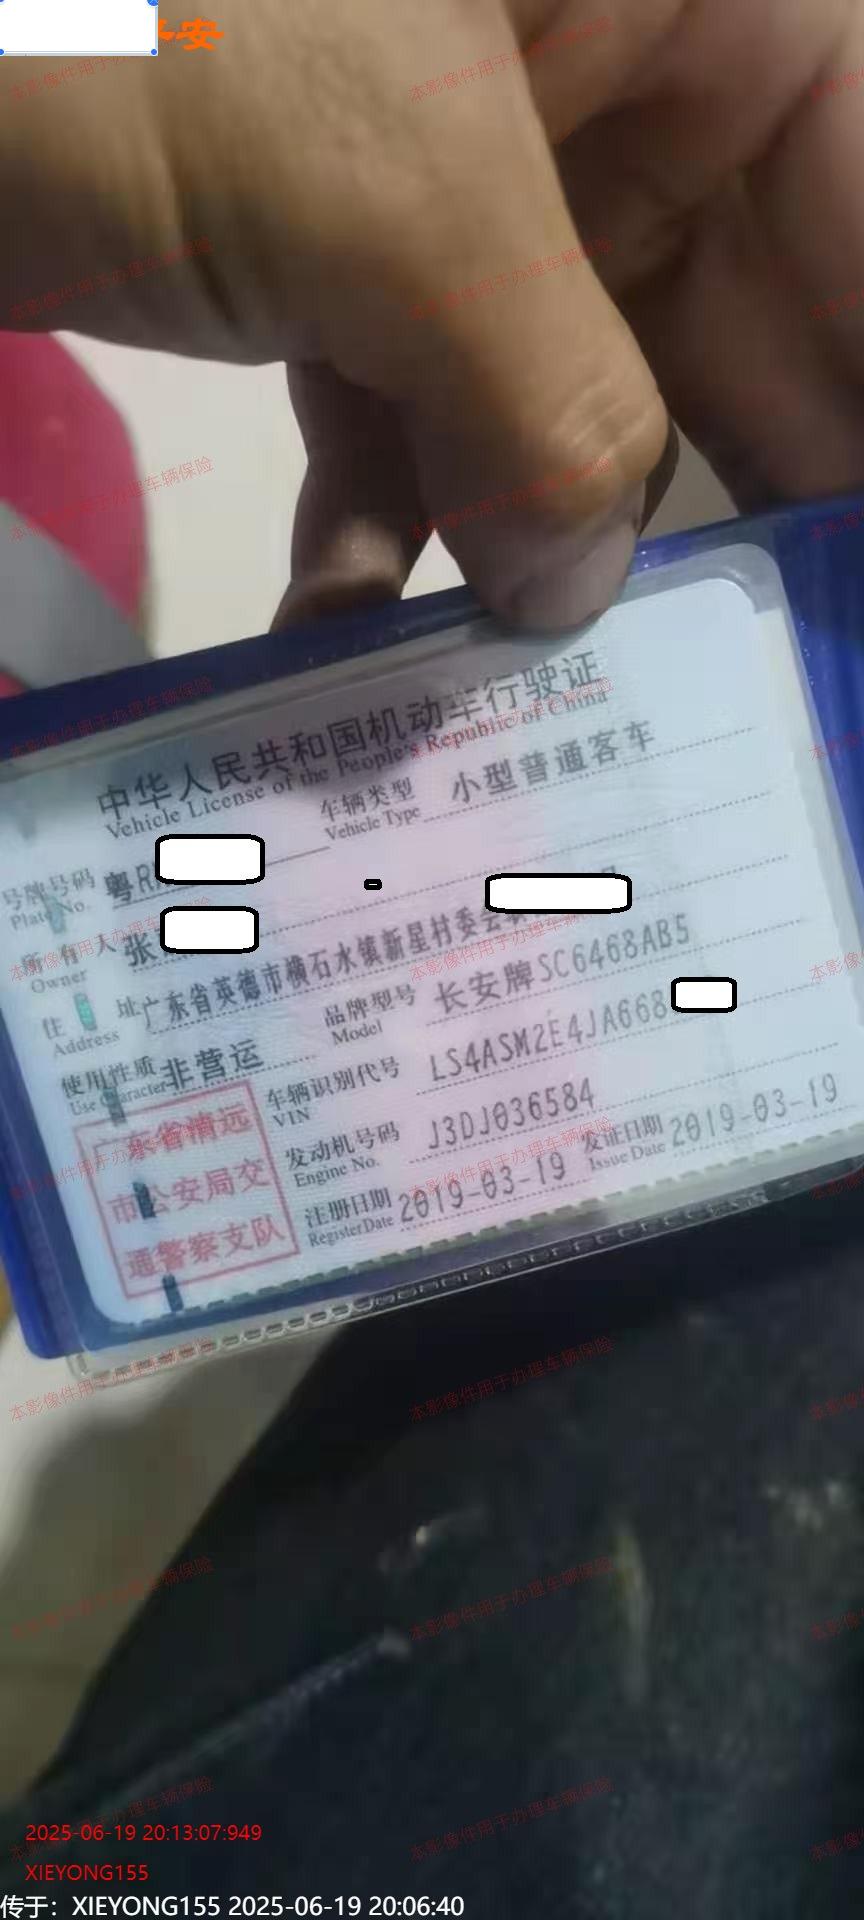 安
中华人民共和国机动车行驶证
Vehicle License of the People's Republic of China
号牌号码 粤R 车辆类型 小型普通客车
Plate No. Vehicle Type
所有人 张
Owner
住址 广东省英德市横石水镇新星村委会
Address
使用性质 非营运 品牌型号 长安牌SC6468AB5
Use Character Model
车辆识别代号 LS4ASM2E4JA668
VIN
发动机号码 J3DJ036584
Engine No.
注册日期 2019-03-19 发证日期 2019-03-19
Register Date Issue Date
广东省清远
市公安局交
通警察支队
本影像件用于办理车辆保险
2025-06-19 20:13:07:949
XIEYONG155
传于：XIEYONG155 2025-06-19 20:06:40